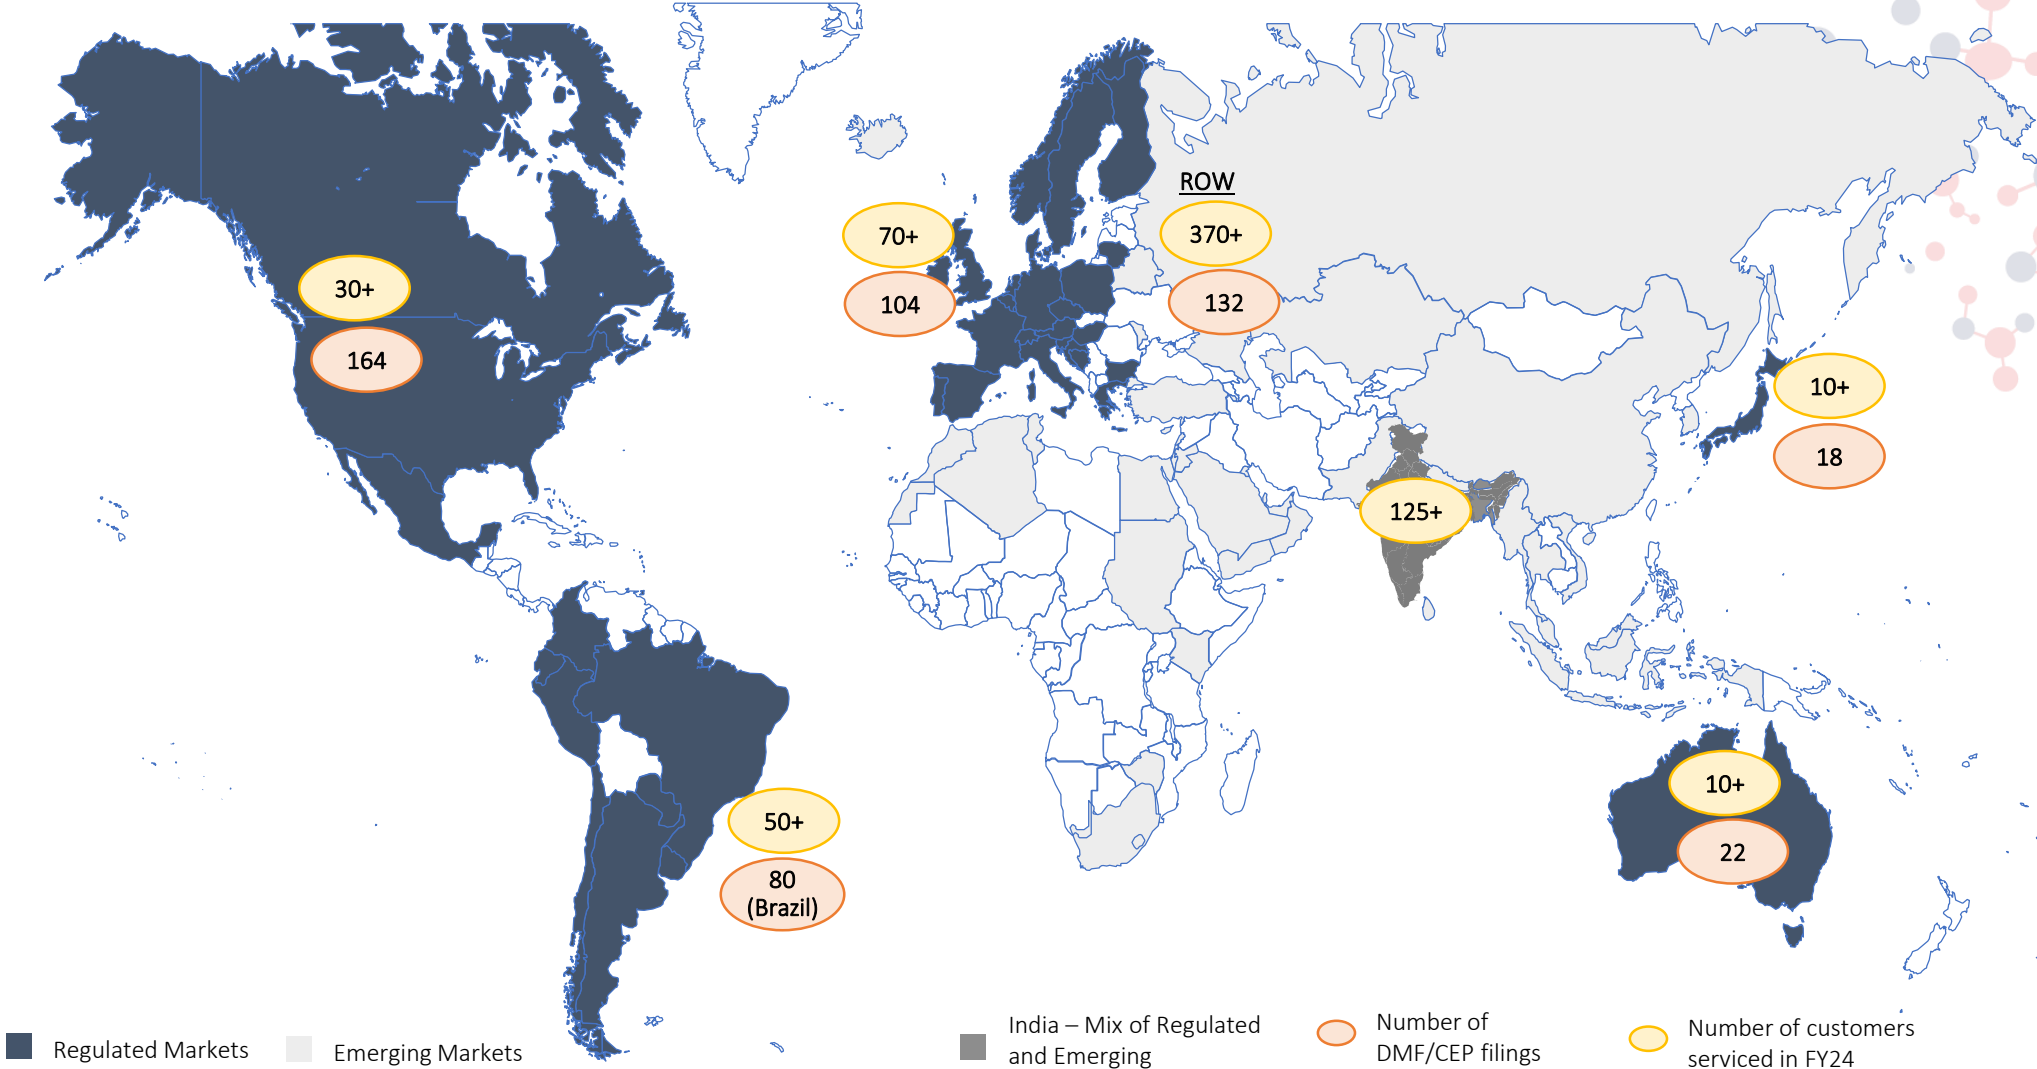 ROW
70+
370+
104
132
30+
164
10+
18
125+
10+
22
50+
80
(Brazil)
Regulated Markets
Emerging Markets
India – Mix of Regulated
and Emerging
Number of
DMF/CEP filings
Number of customers
serviced in FY24